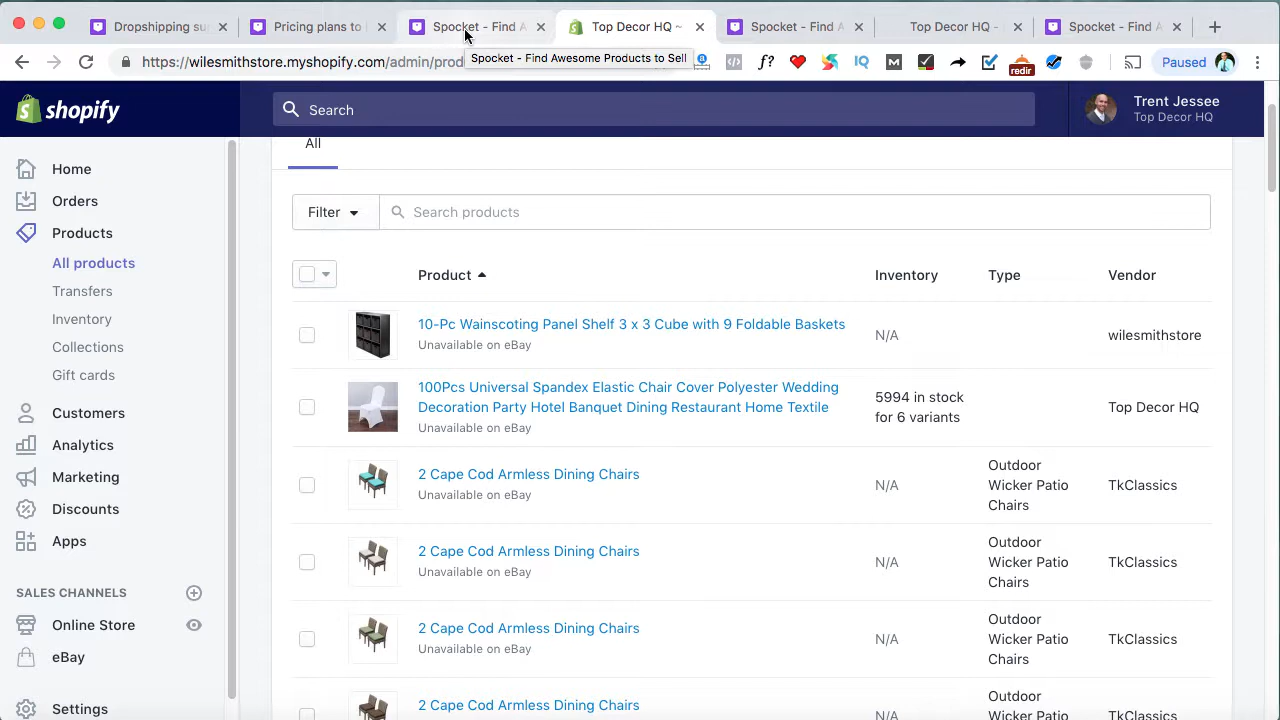 Dropshipping su
Pricing plans to
Spocket - Find A
Top Decor HQ ~
Spocket - Find A
Top Decor HQ -
Spocket - Find A
https://wilesmithstore.myshopify.com/admin/prod
Spocket - Find Awesome Products to Sell
f?
IQ
M
redir
Paused
shopify
Search
Trent Jessee
Top Decor HQ
Home
Orders
Products
All products
Transfers
Inventory
Collections
Gift cards
Customers
Analytics
Marketing
Discounts
Apps
SALES CHANNELS
Online Store
eBay
Settings
All
Filter
Search products
Product
Inventory
Type
Vendor
10-Pc Wainscoting Panel Shelf 3 x 3 Cube with 9 Foldable Baskets
Unavailable on eBay
N/A
wilesmithstore
100Pcs Universal Spandex Elastic Chair Cover Polyester Wedding
Decoration Party Hotel Banquet Dining Restaurant Home Textile
Unavailable on eBay
5994 in stock
for 6 variants
Top Decor HQ
2 Cape Cod Armless Dining Chairs
Unavailable on eBay
N/A
Outdoor
Wicker Patio
Chairs
TkClassics
2 Cape Cod Armless Dining Chairs
Unavailable on eBay
N/A
Outdoor
Wicker Patio
Chairs
TkClassics
2 Cape Cod Armless Dining Chairs
Unavailable on eBay
N/A
Outdoor
Wicker Patio
Chairs
TkClassics
2 Cape Cod Armless Dining Chairs
N/A
Outdoor
Wicker Patio
TkClassics